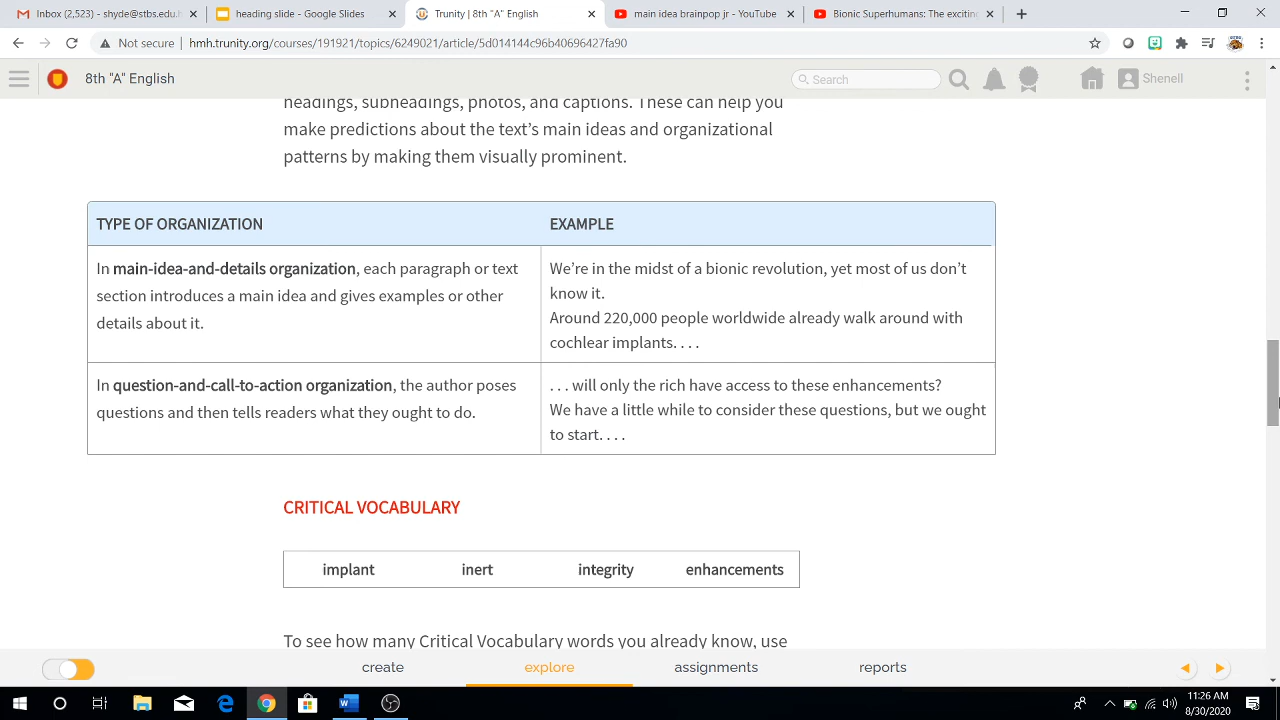 Inbox (2,523) - shme@stbes.edu.
heading slide - Google Slides
Trunity | 8th "A" English
main idea brainpop jr - YouTube
Bionic Superhumans: The excitin
Not secure | hmh.trunity.org/courses/191921/topics/6249021/article/5d014144c96b40696427fa90
8th "A" English
Search
Shenell
headings, subheadings, photos, and captions. These can help you
make predictions about the text’s main ideas and organizational
patterns by making them visually prominent.
TYPE OF ORGANIZATION
EXAMPLE
In main-idea-and-details organization, each paragraph or text
section introduces a main idea and gives examples or other
details about it.
We’re in the midst of a bionic revolution, yet most of us don’t
know it.
Around 220,000 people worldwide already walk around with
cochlear implants. . . .
In question-and-call-to-action organization, the author poses
questions and then tells readers what they ought to do.
. . . will only the rich have access to these enhancements?
We have a little while to consider these questions, but we ought
to start. . . .
CRITICAL VOCABULARY
implant inert integrity enhancements
To see how many Critical Vocabulary words you already know, use
create explore assignments reports
11:26 AM
8/30/2020